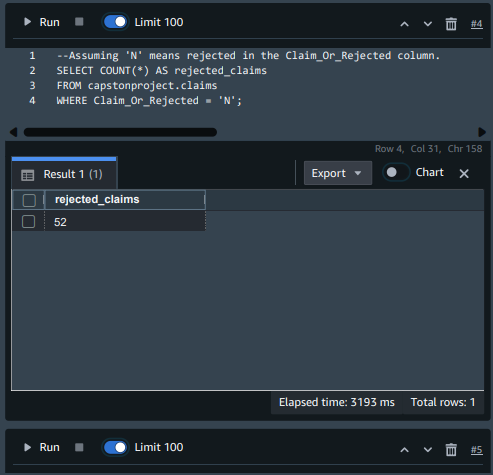 Run Limit 100 #4
1 --Assuming 'N' means rejected in the Claim_Or_Rejected column.
2 SELECT COUNT(*) AS rejected_claims
3 FROM capstonproject.claims
4 WHERE Claim_Or_Rejected = 'N';
Row 4, Col 31, Chr 158
Result 1 (1) Export Chart
rejected_claims
52
Elapsed time: 3193 ms Total rows: 1
Run Limit 100 #5